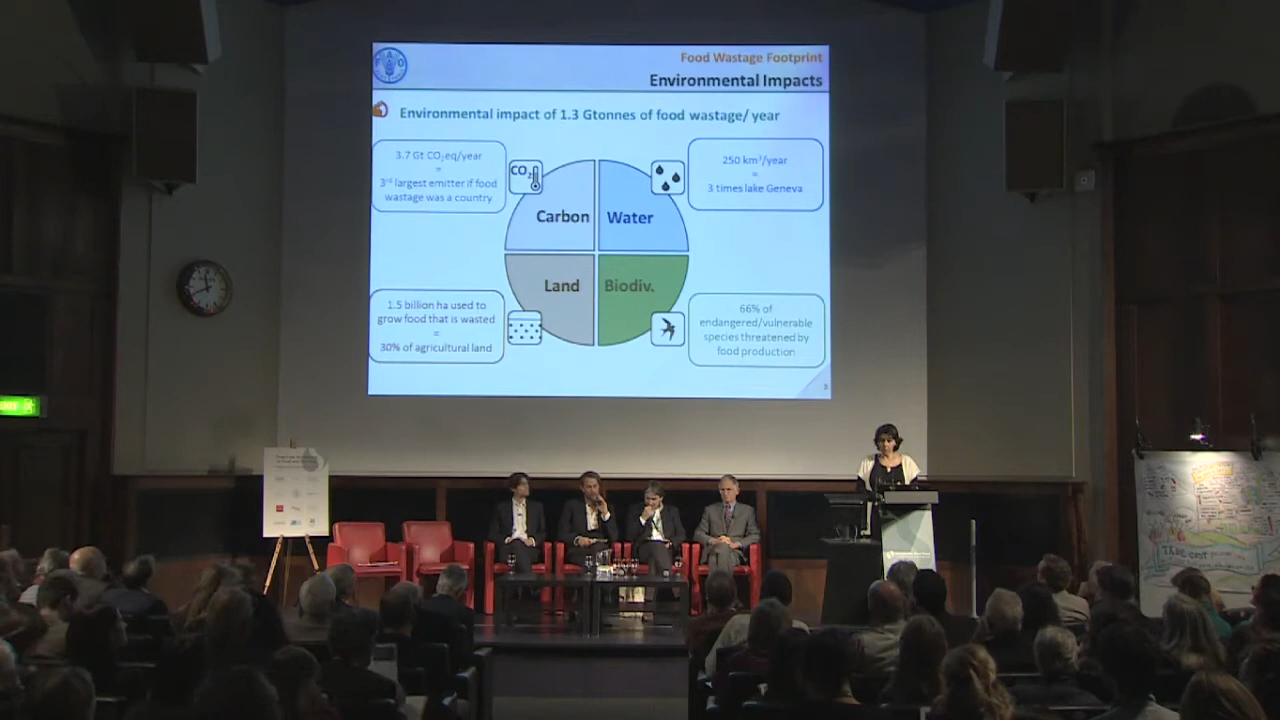 FAO
Food Wastage Footprint
Environmental Impacts
Environmental impact of 1.3 Gtonnes of food wastage/ year
3.7 Gt CO₂eq/year
=
3rd largest emitter if food
wastage was a country
CO₂
250 km³/year
=
3 times lake Geneva
Carbon
Water
Land
Biodiv.
1.5 billion ha used to
grow food that is wasted
=
30% of agricultural land
66% of
endangered/vulnerable
species threatened by
food production
3